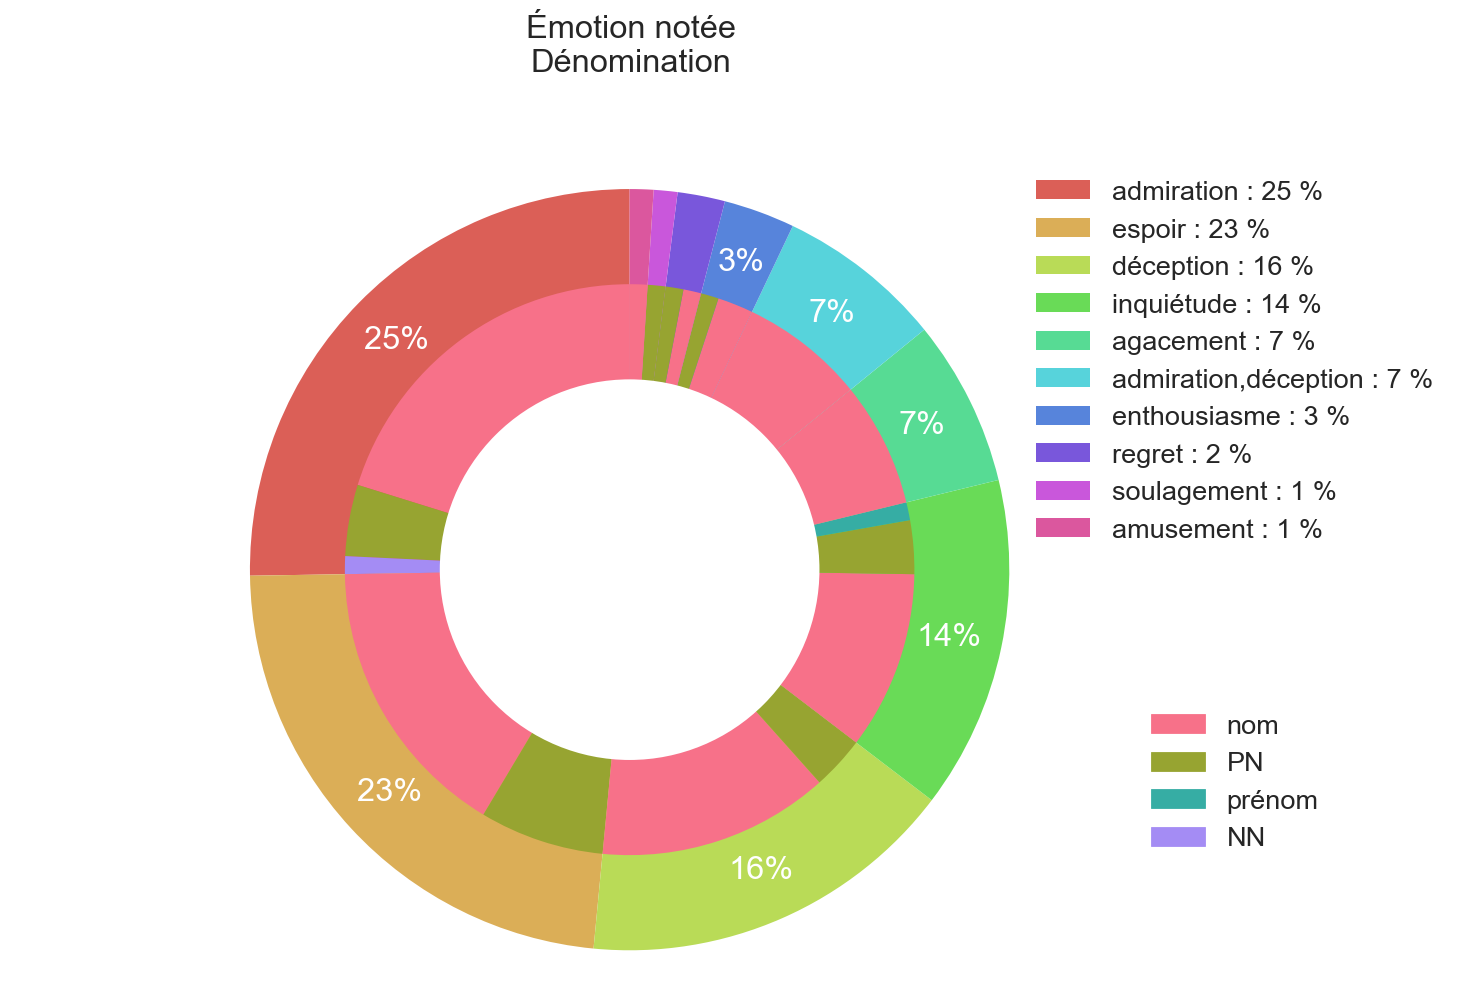 Émotion notée
Dénomination
admiration : 25 %
espoir : 23 %
déception : 16 %
inquiétude : 14 %
agacement : 7 %
admiration,déception : 7 %
enthousiasme : 3 %
regret : 2 %
soulagement : 1 %
amusement : 1 %
3%
7%
25%
7%
14%
23%
16%
nom
PN
prénom
NN